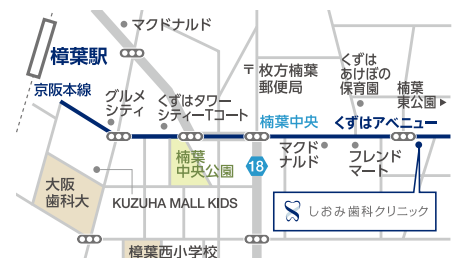 マクドナルド
樟葉駅
京阪本線
グルメ
シティ
くずはタワー
シティーTコート
〒枚方楠葉
郵便局
くずは
あけぼの
保育園
楠葉
東公園
楠葉中央
くずはアベニュー
楠葉
中央公園
18
マクド
ナルド
フレンド
マート
大阪
歯科大
KUZUHA MALL KIDS
しおみ歯科クリニック
樟葉西小学校